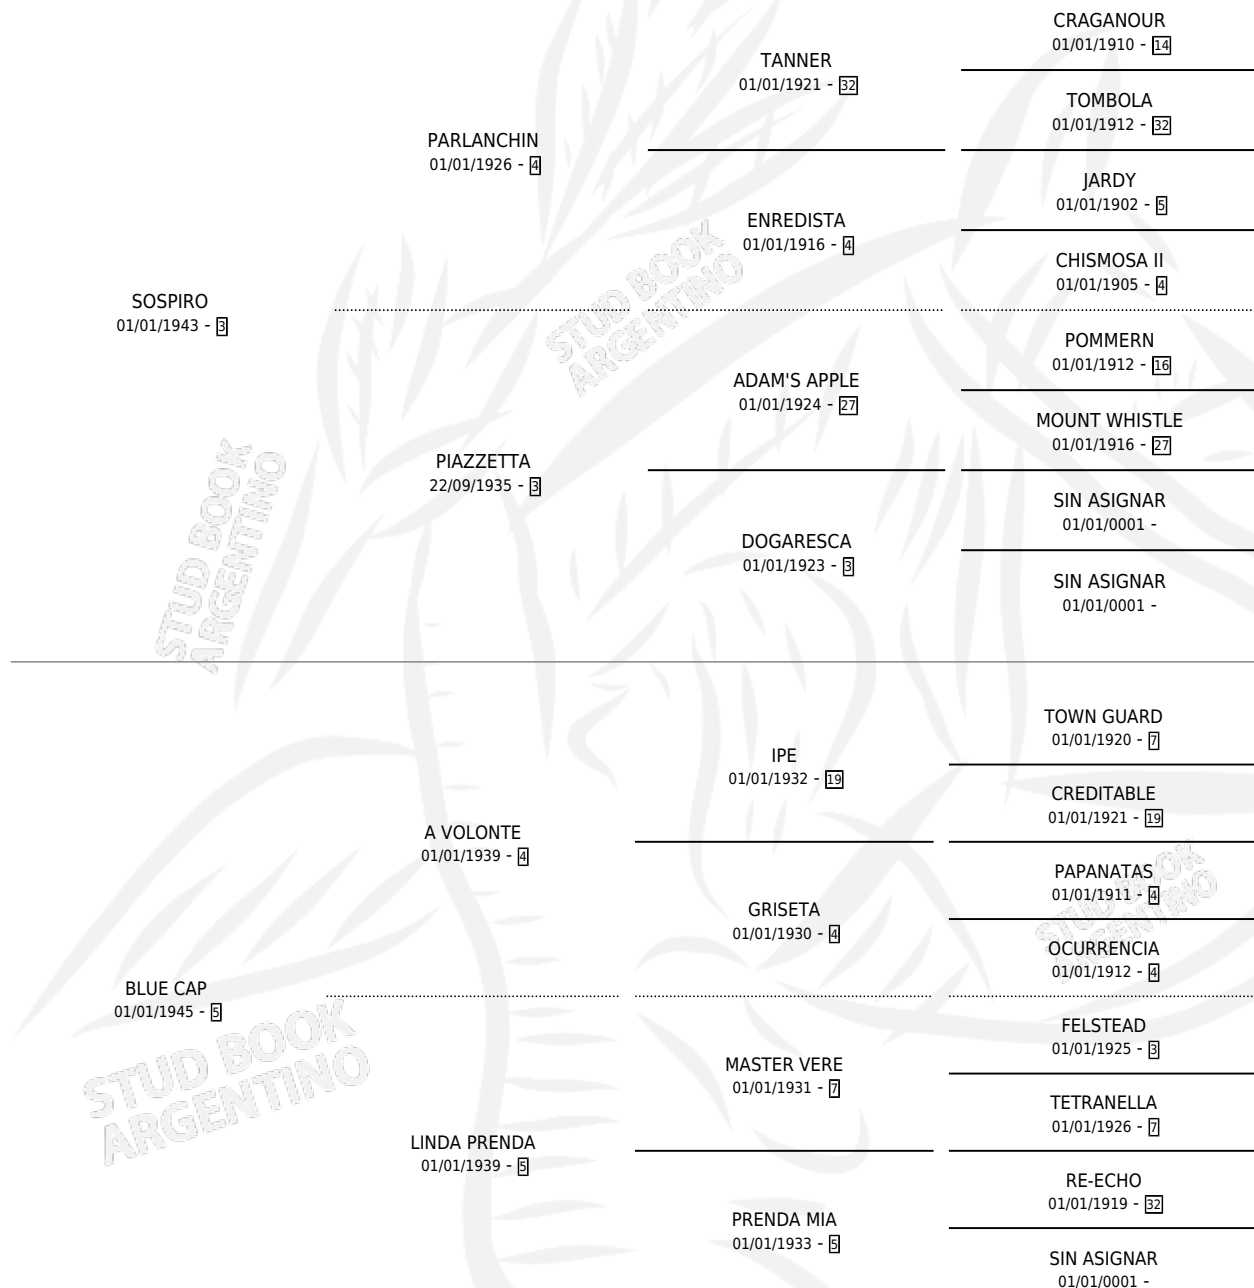 CRAGANOUR
01/01/1910 - 14
TANNER
01/01/1921 - 32
TOMBOLA
01/01/1912 - 32
PARLANCHIN
01/01/1926 - 4
JARDY
01/01/1902 - 5
ENREDISTA
01/01/1916 - 4
CHISMOSA II
01/01/1905 - 4
SOSPIRO
01/01/1943 - 3
POMMERN
01/01/1912 - 16
ADAM'S APPLE
01/01/1924 - 27
MOUNT WHISTLE
01/01/1916 - 27
PIAZZETTA
22/09/1935 - 3
SIN ASIGNAR
01/01/0001 -
DOGARESCA
01/01/1923 - 3
SIN ASIGNAR
01/01/0001 -
TOWN GUARD
01/01/1920 - 7
IPE
01/01/1932 - 19
CREDITABLE
01/01/1921 - 19
A VOLONTE
01/01/1939 - 4
PAPANATAS
01/01/1911 - 4
GRISETA
01/01/1930 - 4
OCURRENCIA
01/01/1912 - 4
BLUE CAP
01/01/1945 - 5
FELSTEAD
01/01/1925 - 3
MASTER VERE
01/01/1931 - 7
TETRANELLA
01/01/1926 - 7
LINDA PRENDA
01/01/1939 - 5
RE-ECHO
01/01/1919 - 32
PRENDA MIA
01/01/1933 - 5
SIN ASIGNAR
01/01/0001 -
STUD BOOK
ARGENTINO
STUD BOOK
ARGENTINO
STUD BOOK
ARGENTINO
STUD BOOK
ARGENTINO